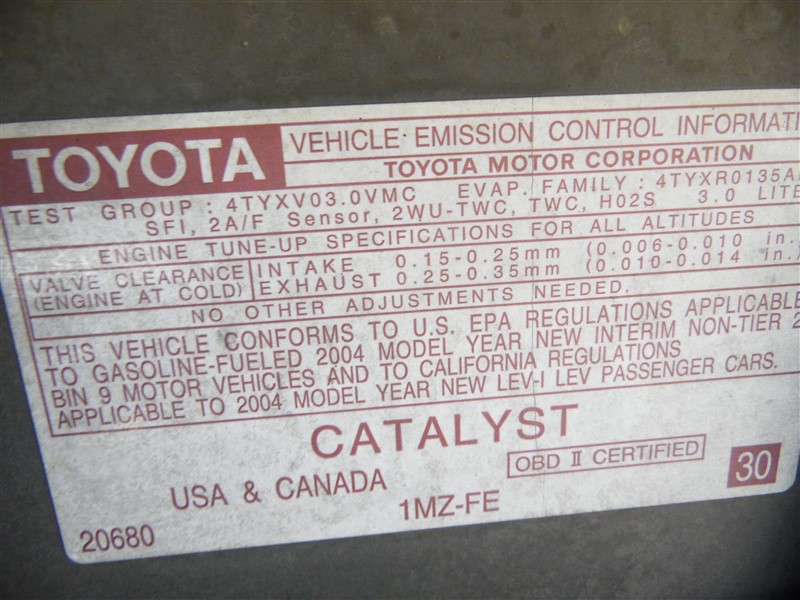 TOYOTA
VEHICLE EMISSION CONTROL INFORMATI
TOYOTA MOTOR CORPORATION
TEST GROUP : 4TYXV03.0VMC EVAP. FAMILY : 4TYXR0135A
SFI, 2A/F Sensor, 2WU-TWC, TWC, HO2S 3.0 LITE
ENGINE TUNE-UP SPECIFICATIONS FOR ALL ALTITUDES
VALVE CLEARANCE INTAKE 0.15-0.25mm (0.006-0.010 in.)
(ENGINE AT COLD) EXHAUST 0.25-0.35mm (0.010-0.014 in.)
NO OTHER ADJUSTMENTS NEEDED.
THIS VEHICLE CONFORMS TO U.S. EPA REGULATIONS APPLICABLE
TO GASOLINE-FUELED 2004 MODEL YEAR NEW INTERIM NON-TIER 2
BIN 9 MOTOR VEHICLES AND TO CALIFORNIA REGULATIONS
APPLICABLE TO 2004 MODEL YEAR NEW LEV-I LEV PASSENGER CARS.
CATALYST
USA & CANADA
OBD II CERTIFIED
30
20680
1MZ-FE